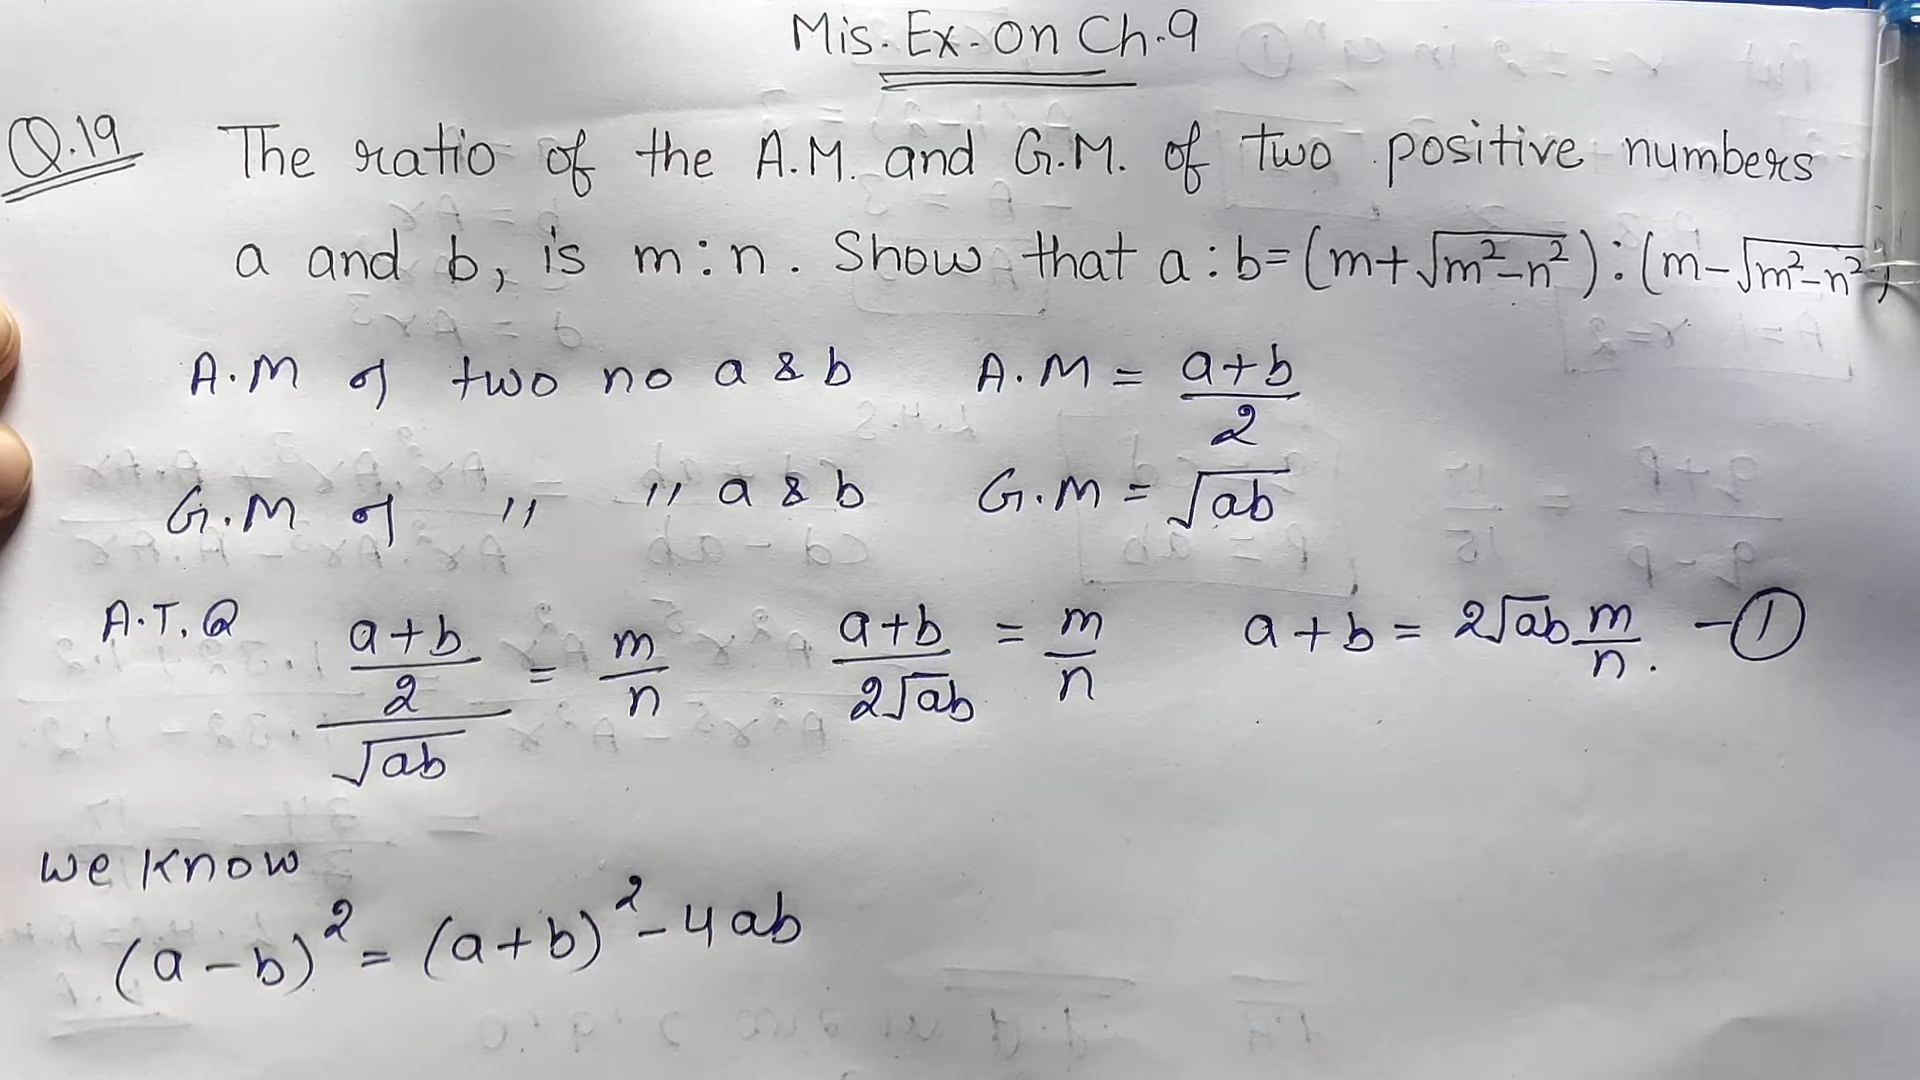 Mis. Ex. on Ch.9
Q.19 The ratio of the A.M. and G.M. of two positive numbers
a and b, is m:n. Show that a:b=(m+√(m²-n²)):(m-√(m²-n²))
A.M of two no a & b A.M = (a+b)/2
G.M of " " a & b G.M = √ab
A.T.Q ((a+b)/2)/√ab = m/n (a+b)/(2√ab) = m/n a+b = 2√ab m/n. -①
we know
(a-b)² = (a+b)² - 4ab